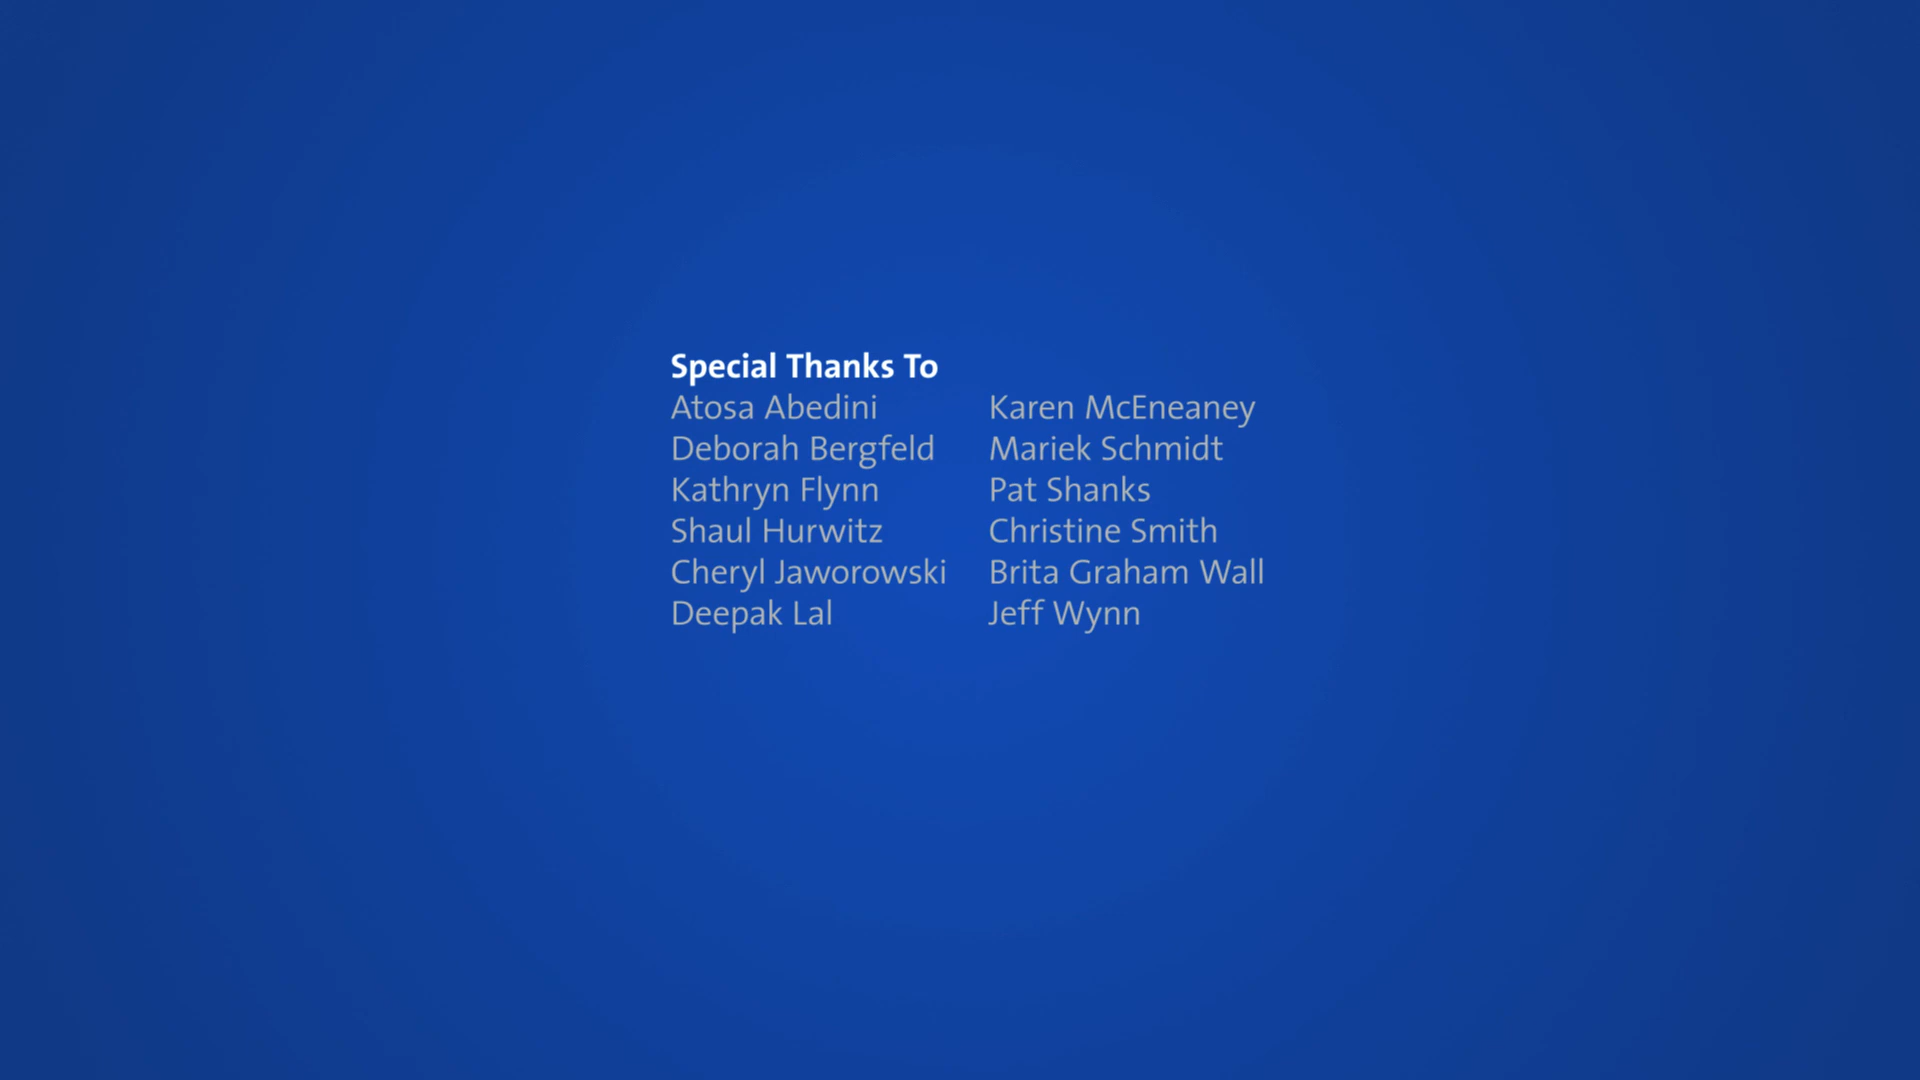 Special Thanks To
Atosa Abedini
Deborah Bergfeld
Kathryn Flynn
Shaul Hurwitz
Cheryl Jaworowski
Deepak Lal
Karen McEneaney
Mariek Schmidt
Pat Shanks
Christine Smith
Brita Graham Wall
Jeff Wynn